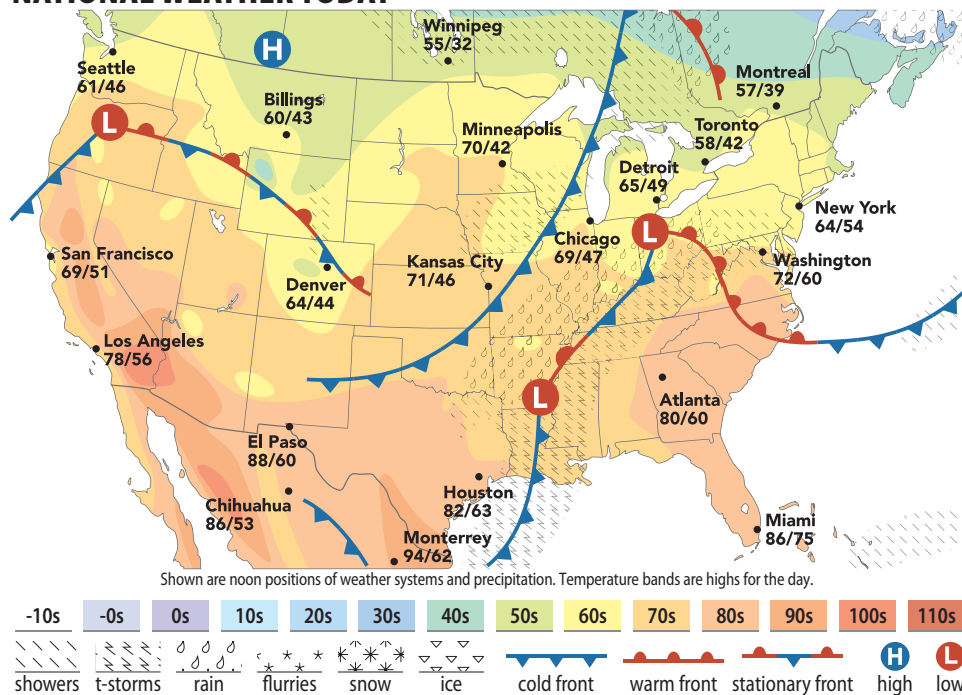 NATIONAL WEATHER TODAY
Winnipeg
55/32
H
Seattle
61/46
Montreal
57/39
Billings
60/43
L
Minneapolis
70/42
Toronto
58/42
Detroit
65/49
New York
64/54
Chicago
69/47
L
San Francisco
69/51
Kansas City
71/46
Washington
72/60
Denver
64/44
Los Angeles
78/56
L
Atlanta
80/60
El Paso
88/60
Houston
82/63
Chihuahua
86/53
Miami
86/75
Monterrey
94/62
Shown are noon positions of weather systems and precipitation. Temperature bands are highs for the day.
-10s -0s 0s 10s 20s 30s 40s 50s 60s 70s 80s 90s 100s 110s
H L
showers t-storms rain flurries snow ice cold front warm front stationary front high low